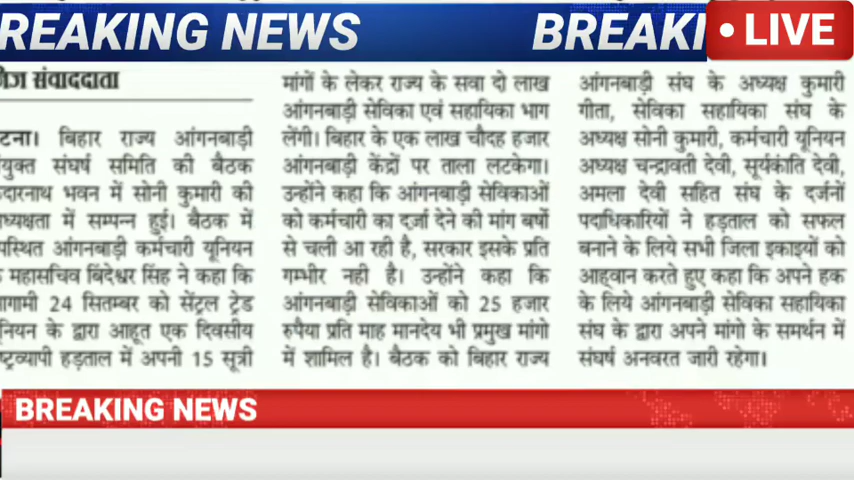 REAKING NEWS
BREAKI
• LIVE
संवाददाता
टना। बिहार राज्य आंगनबाड़ी
युक्त संघर्ष समिति की बैठक
दारनाथ भवन में सोनी कुमारी की
ध्यक्षता में सम्पन्न हुई। बैठक में
पस्थित आंगनबाड़ी कर्मचारी यूनियन
महासचिव बिंदेश्वर सिंह ने कहा कि
गामी 24 सितम्बर को सेंट्रल ट्रेड
नियन के द्वारा आहूत एक दिवसीय
ष्ट्रव्यापी हड़ताल में अपनी 15 सूत्री
मांगों के लेकर राज्य के सवा दो लाख
आंगनबाड़ी सेविका एवं सहायिका भाग
लेंगी। बिहार के एक लाख चौदह हजार
आंगनबाड़ी केंद्रों पर ताला लटकेगा।
उन्होंने कहा कि आंगनबाड़ी सेविकाओं
को कर्मचारी का दर्जा देने की मांग बर्षो
से चली आ रही है, सरकार इसके प्रति
गम्भीर नही है। उन्होंने कहा कि
आंगनबाड़ी सेविकाओं को 25 हजार
रुपैया प्रति माह मानदेय भी प्रमुख मांगो
में शामिल है। बैठक को बिहार राज्य
आंगनबाड़ी संघ के अध्यक्ष कुमारी
गीता, सेविका सहायिका संघ के
अध्यक्ष सोनी कुमारी, कर्मचारी यूनियन
अध्यक्ष चन्द्रावती देवी, सूर्यकांति देवी,
अमला देवी सहित संघ के दर्जनों
पदाधिकारियों ने हड़ताल को सफल
बनाने के लिये सभी जिला इकाइयों को
आह्वान करते हुए कहा कि अपने हक
के लिये आंगनबाड़ी सेविका सहायिका
संघ के द्वारा अपने मांगो के समर्थन में
संघर्ष अनवरत जारी रहेगा।
BREAKING NEWS